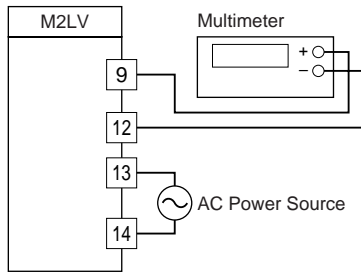 M2LV
Multimeter
+
–
9
12
13
AC Power Source
14